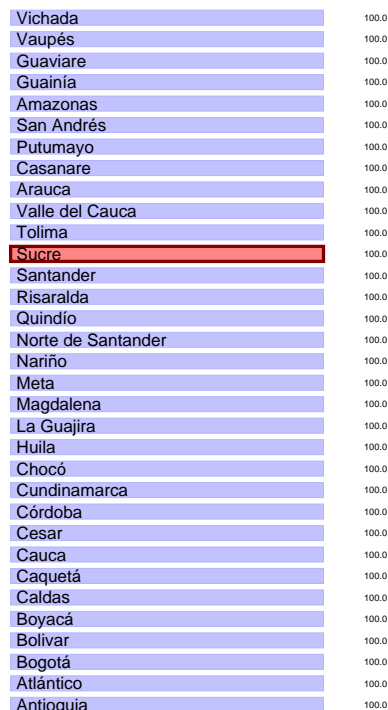 Vichada 100.0
Vaupés 100.0
Guaviare 100.0
Guainía 100.0
Amazonas 100.0
San Andrés 100.0
Putumayo 100.0
Casanare 100.0
Arauca 100.0
Valle del Cauca 100.0
Tolima 100.0
Sucre 100.0
Santander 100.0
Risaralda 100.0
Quindío 100.0
Norte de Santander 100.0
Nariño 100.0
Meta 100.0
Magdalena 100.0
La Guajira 100.0
Huila 100.0
Chocó 100.0
Cundinamarca 100.0
Córdoba 100.0
Cesar 100.0
Cauca 100.0
Caquetá 100.0
Caldas 100.0
Boyacá 100.0
Bolivar 100.0
Bogotá 100.0
Atlántico 100.0
Antioquia 100.0